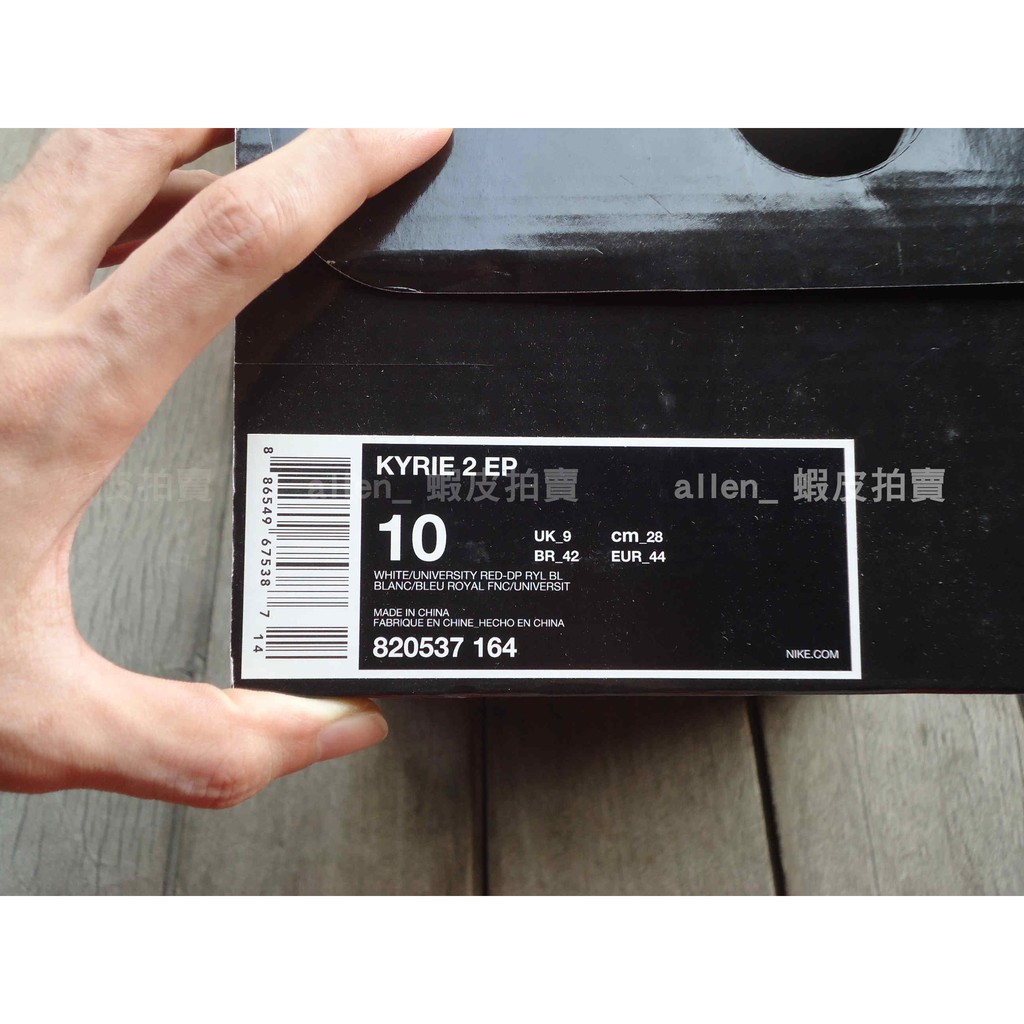 KYRIE 2 EP
allen_ 蝦皮拍賣
allen_ 蝦皮拍賣
10
UK_9 cm_28
BR_42 EUR_44
WHITE/UNIVERSITY RED-DP RYL BL
BLANC/BLEU ROYAL FNC/UNIVERSIT
MADE IN CHINA
FABRIQUE EN CHINE_HECHO EN CHINA
820537 164
NIKE.COM
8 86549 67538 7 14